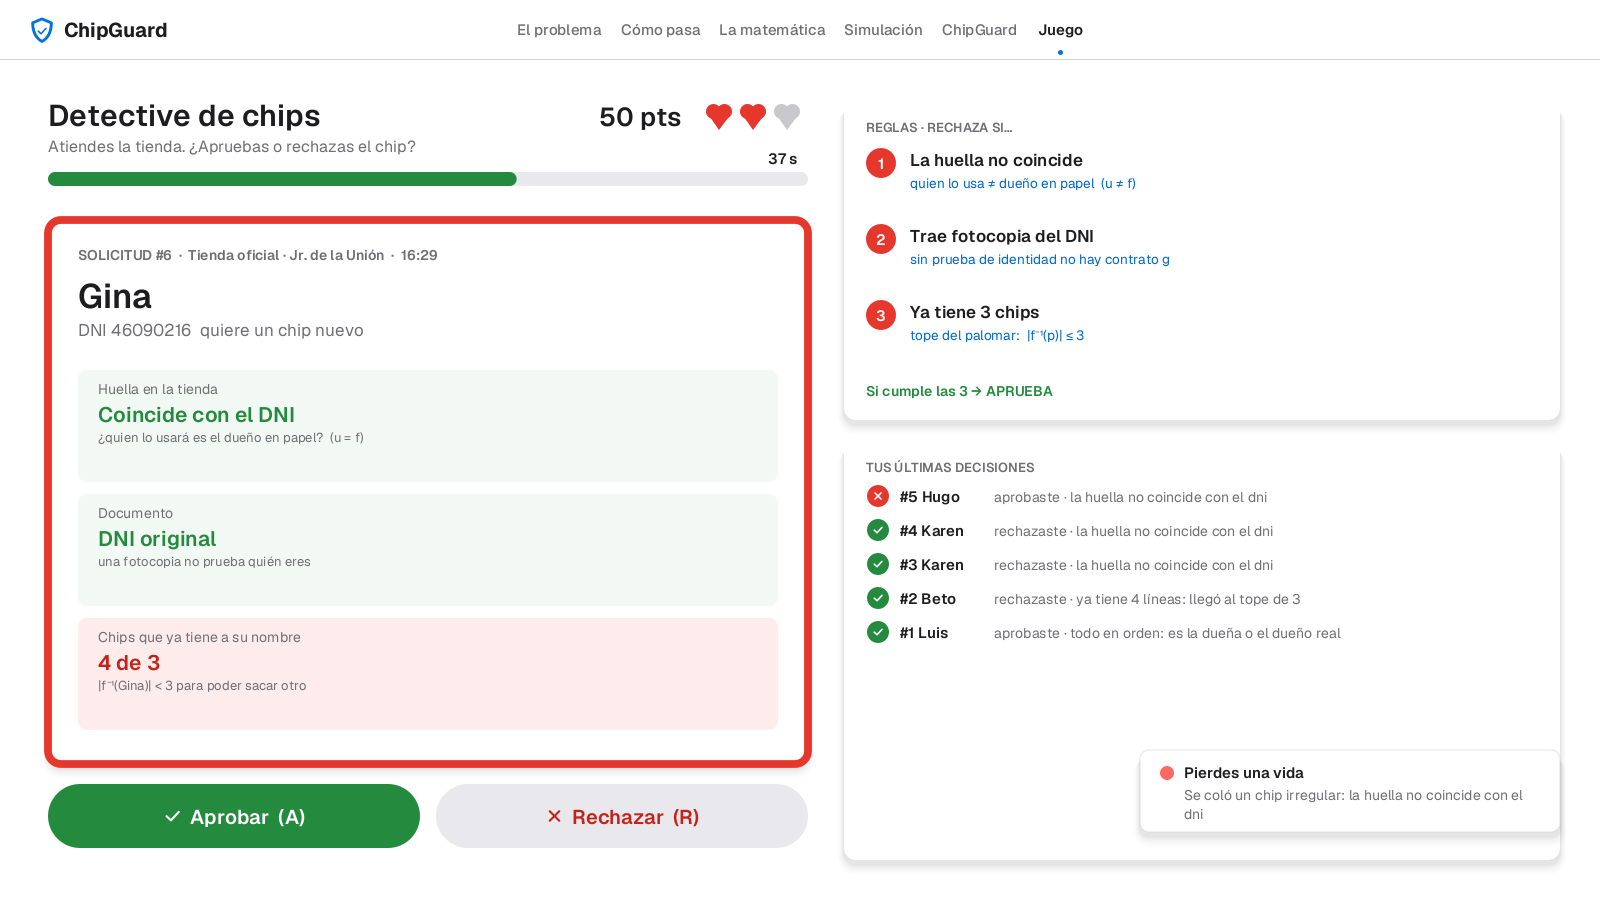 ChipGuard
El problema
Cómo pasa
La matemática
Simulación
ChipGuard
Juego
Detective de chips
50 pts
Atiendes la tienda. ¿Apruebas o rechazas el chip?
37 s
SOLICITUD #6 · Tienda oficial · Jr. de la Unión · 16:29
Gina
DNI 46090216 quiere un chip nuevo
Huella en la tienda
Coincide con el DNI
¿quien lo usará es el dueño en papel? (u = f)
Documento
DNI original
una fotocopia no prueba quién eres
Chips que ya tiene a su nombre
4 de 3
|f⁻¹(Gina)| < 3 para poder sacar otro
Aprobar (A)
Rechazar (R)
REGLAS · RECHAZA SI...
1
La huella no coincide
quien lo usa ≠ dueño en papel (u ≠ f)
2
Trae fotocopia del DNI
sin prueba de identidad no hay contrato g
3
Ya tiene 3 chips
tope del palomar: |f⁻¹(p)| ≤ 3
Si cumple las 3 → APRUEBA
TUS ÚLTIMAS DECISIONES
#5 Hugo aprobaste · la huella no coincide con el dni
#4 Karen rechazaste · la huella no coincide con el dni
#3 Karen rechazaste · la huella no coincide con el dni
#2 Beto rechazaste · ya tiene 4 líneas: llegó al tope de 3
#1 Luis aprobaste · todo en orden: es la dueña o el dueño real
Pierdes una vida
Se coló un chip irregular: la huella no coincide con el
dni